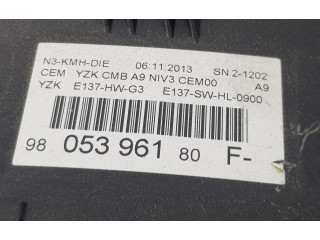 N3-KMH-DIE 06:11:2013 SN 2-1202
CEM YZK CMB A9 NIV3 CEM00 A9
YZK E137-HW-G3 E137-SW-HL-0900
98 053 961 80 F-